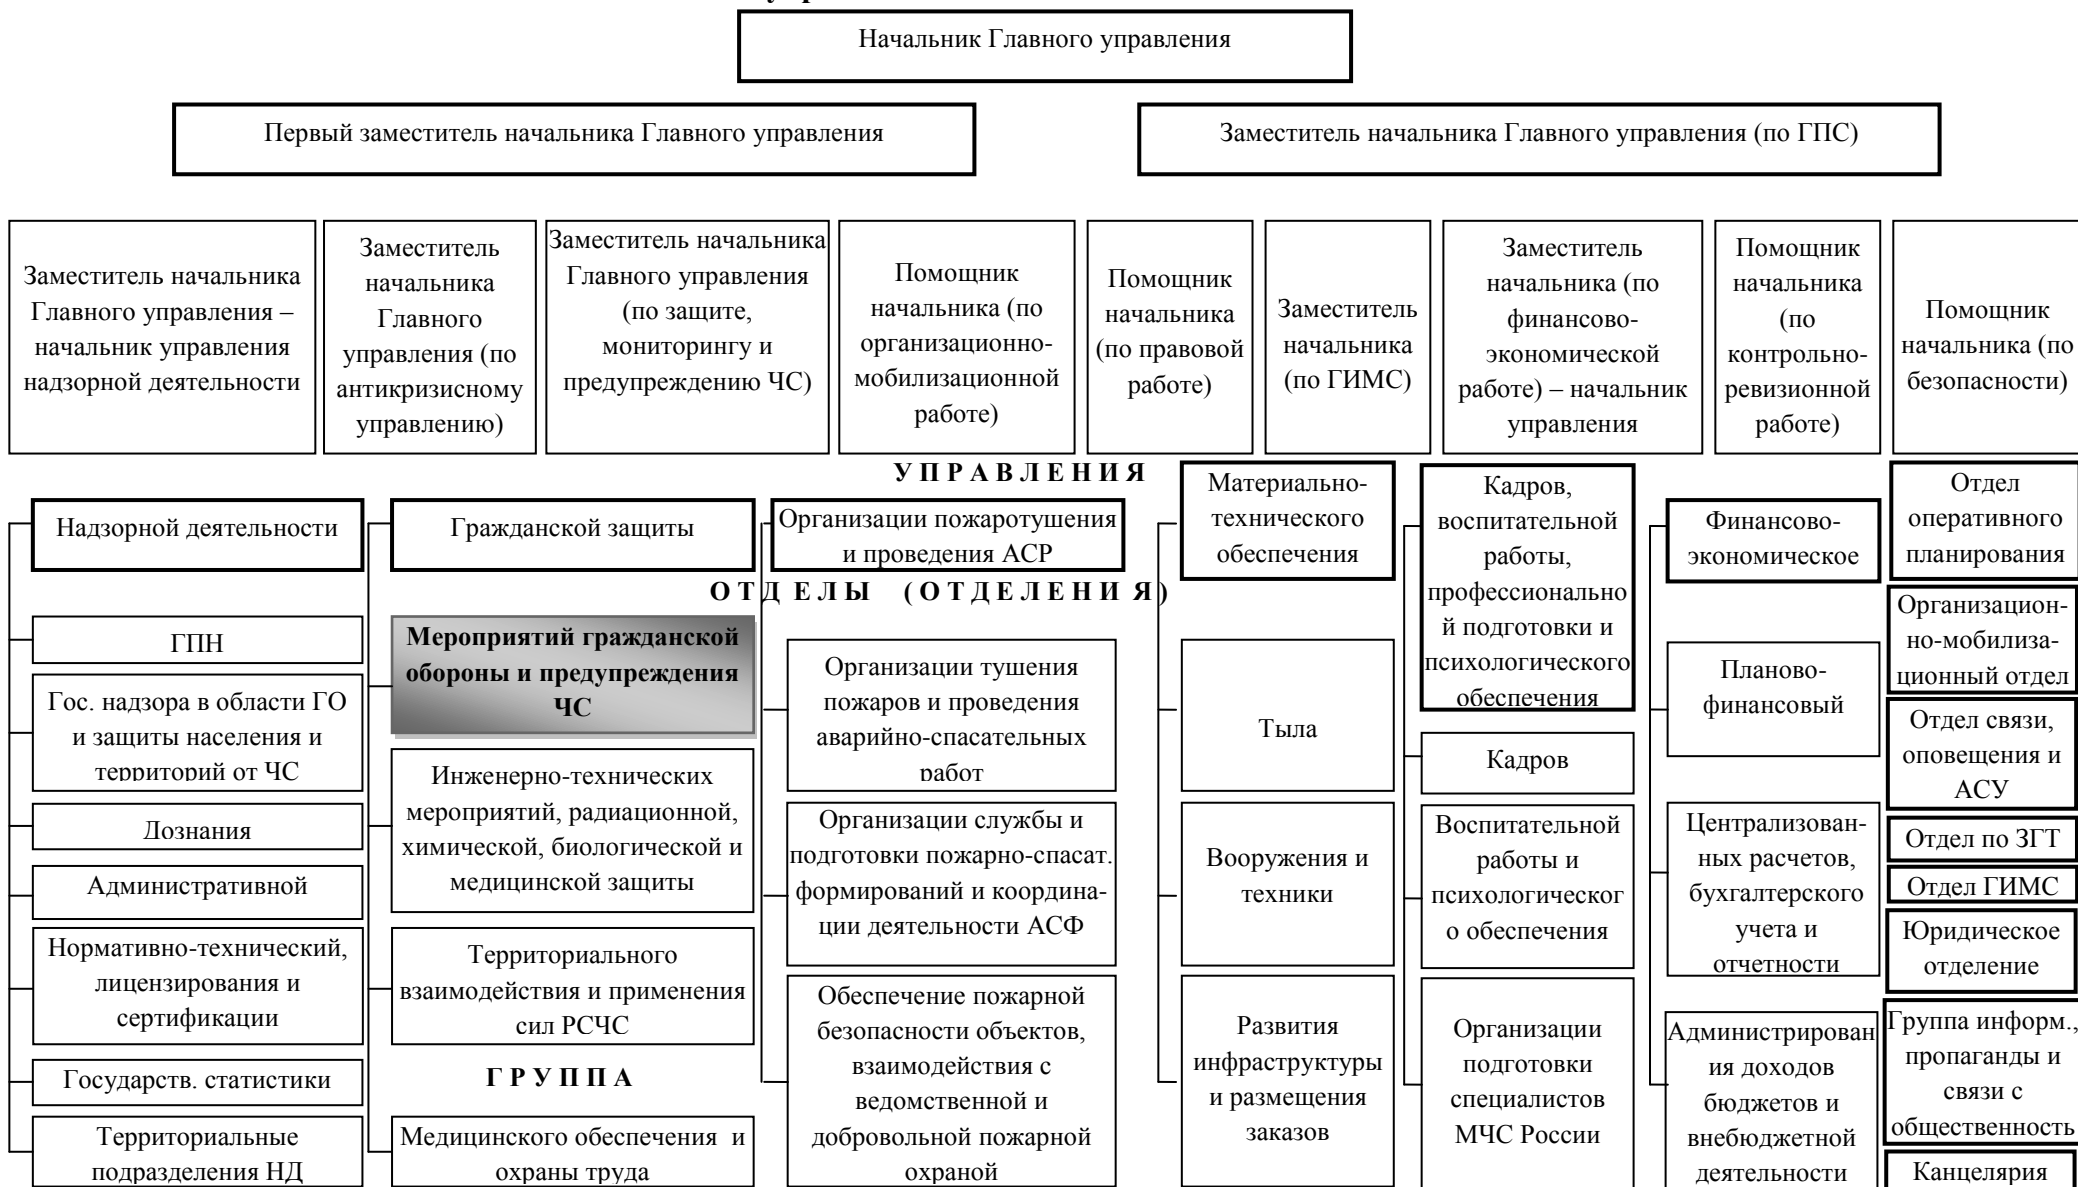 Начальник Главного управления
Первый заместитель начальника Главного управления
Заместитель начальника Главного управления (по ГПС)
Заместитель начальника
Главного управления –
начальник управления
надзорной деятельности
Заместитель
начальника
Главного
управления (по
антикризисному
управлению)
Заместитель начальника
Главного управления
(по защите,
мониторингу и
предупреждению ЧС)
Помощник
начальника (по
организационно-
мобилизационной
работе)
Помощник
начальника
(по правовой
работе)
Заместитель
начальника
(по ГИМС)
Заместитель
начальника (по
финансово-
экономической
работе) – начальник
управления
Помощник
начальника
(по
контрольно-
ревизионной
работе)
Помощник
начальника (по
безопасности)
У П Р А В Л Е Н И Я
Надзорной деятельности
Гражданской защиты
Организации пожаротушения
и проведения АСР
Материально-
технического
обеспечения
Кадров,
воспитательной
работы,
профессионально
й подготовки и
психологического
обеспечения
Финансово-
экономическое
Отдел
оперативного
планирования
О Т Д Е Л Ы ( О Т Д Е Л Е Н И Я )
ГПН
Гос. надзора в области ГО
и защиты населения и
территорий от ЧС
Дознания
Административной
Нормативно-технический,
лицензирования и
сертификации
Государств. статистики
Территориальные
подразделения НД
Мероприятий гражданской
обороны и предупреждения
ЧС
Инженерно-технических
мероприятий, радиационной,
химической, биологической и
медицинской защиты
Территориального
взаимодействия и применения
сил РСЧС
Г Р У П П А
Медицинского обеспечения и
охраны труда
Организации тушения
пожаров и проведения
аварийно-спасательных
работ
Организации службы и
подготовки пожарно-спасат.
формирований и координа-
ции деятельности АСФ
Обеспечение пожарной
безопасности объектов,
взаимодействия с
ведомственной и
добровольной пожарной
охраной
Тыла
Вооружения и
техники
Развития
инфраструктуры
и размещения
заказов
Кадров
Воспитательной
работы и
психологическог
о обеспечения
Организации
подготовки
специалистов
МЧС России
Планово-
финансовый
Централизован-
ных расчетов,
бухгалтерского
учета и
отчетности
Администрирован
ия доходов
бюджетов и
внебюджетной
деятельности
Организацион-
но-мобилиза-
ционный отдел
Отдел связи,
оповещения и
АСУ
Отдел по ЗГТ
Отдел ГИМС
Юридическое
отделение
Группа информ.,
пропаганды и
связи с
общественность
Канцелярия